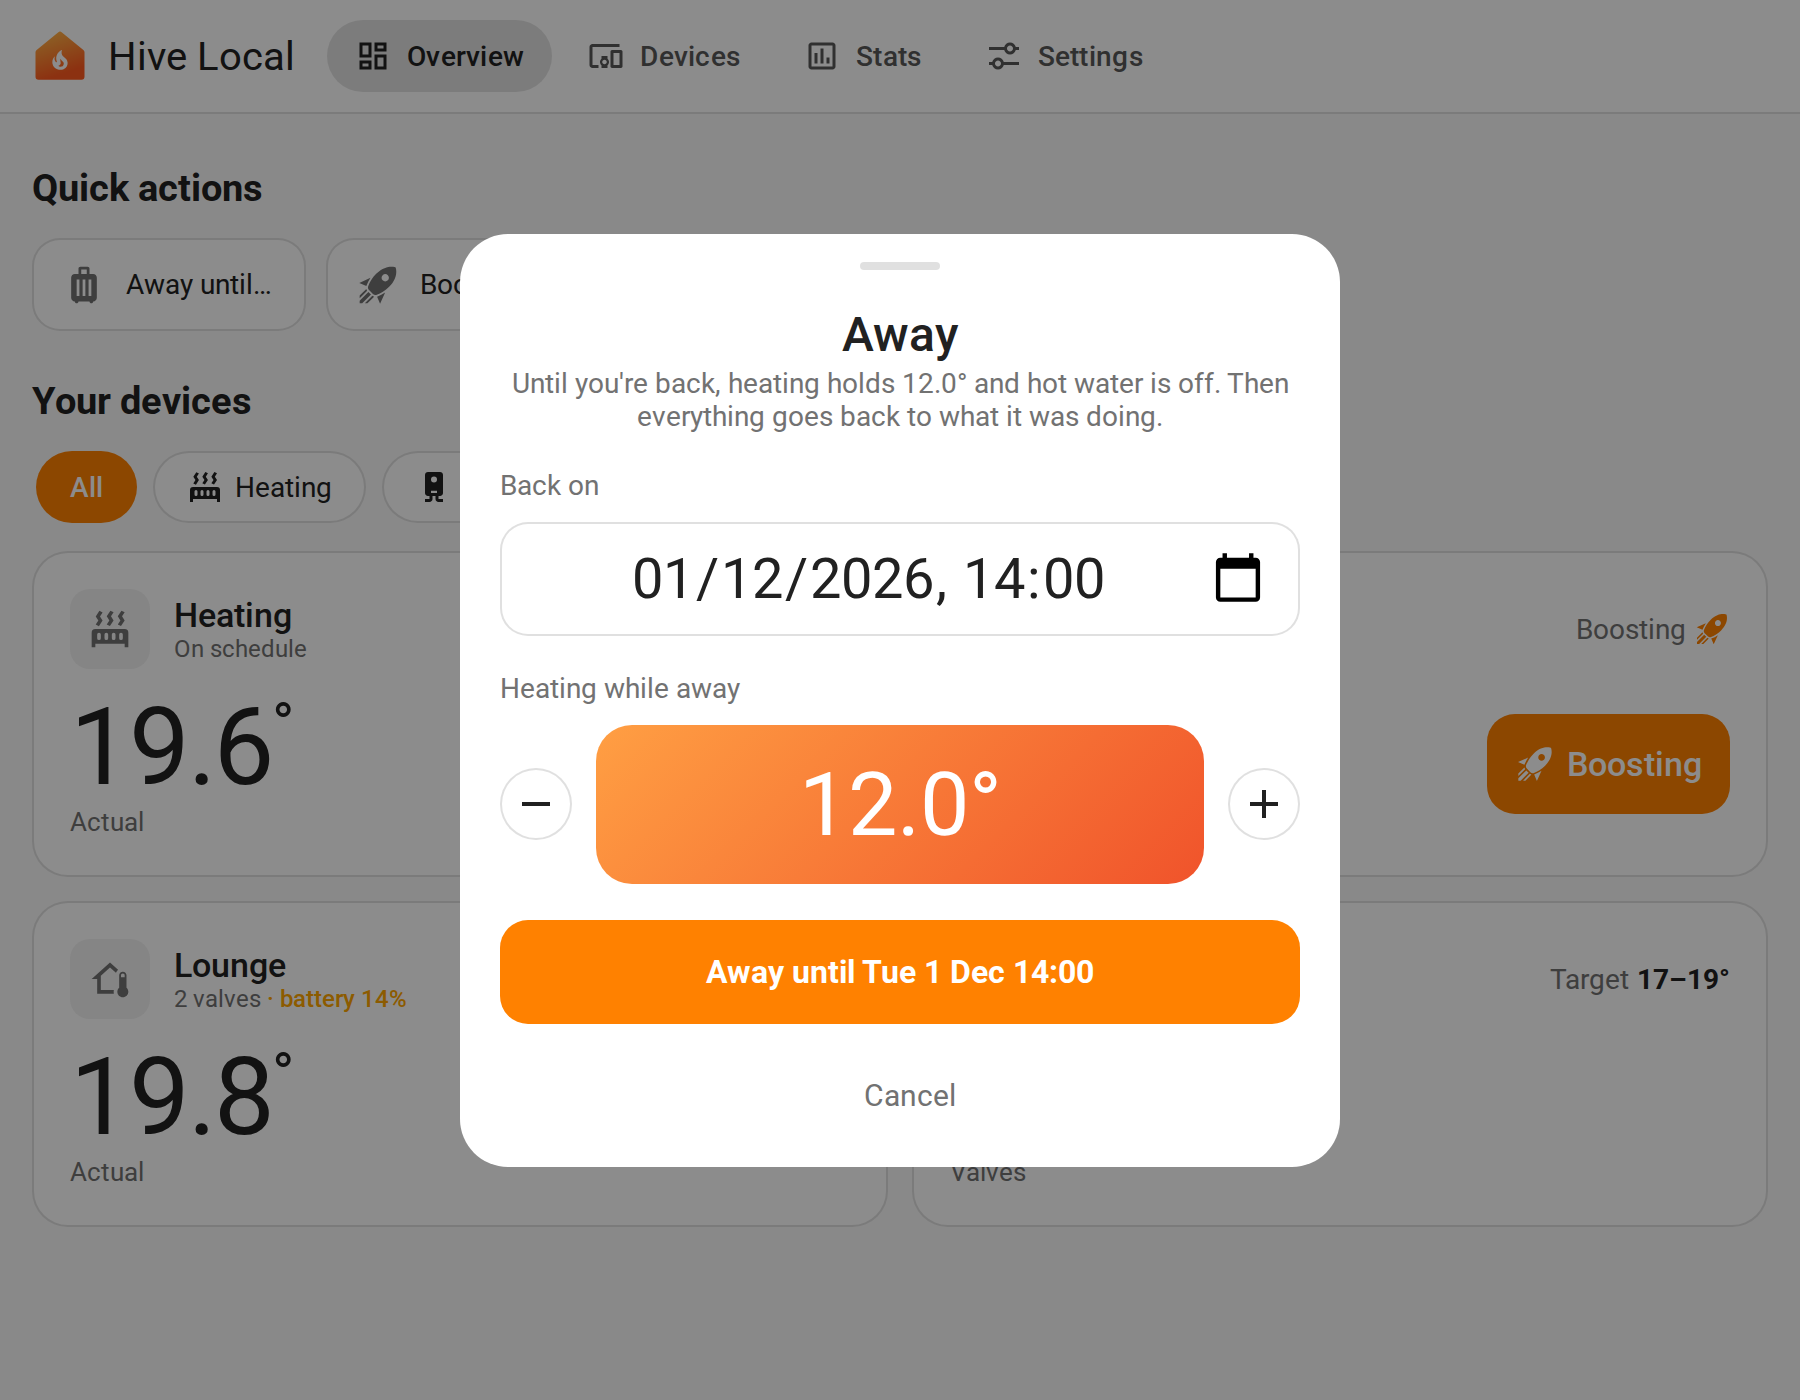 Hive Local
Overview
Devices
Stats
Settings
Quick actions
Away until...
Your devices
All
Heating
Heating
On schedule
19.6°
Actual
Boosting
Boosting
Lounge
2 valves · battery 14%
19.8°
Actual
Target 17–19°
Valves
Away
Until you're back, heating holds 12.0° and hot water is off. Then
everything goes back to what it was doing.
Back on
01/12/2026, 14:00
Heating while away
12.0°
Away until Tue 1 Dec 14:00
Cancel